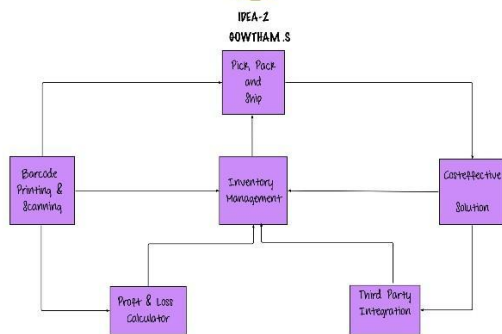 IDEA-2
GOWTHAM.S
Pick, Pack
and
Ship
Barcode
Printing &
Scanning
Inventory
Management
Costeffective
Solution
Profit & Loss
Calculator
Third Party
Integration